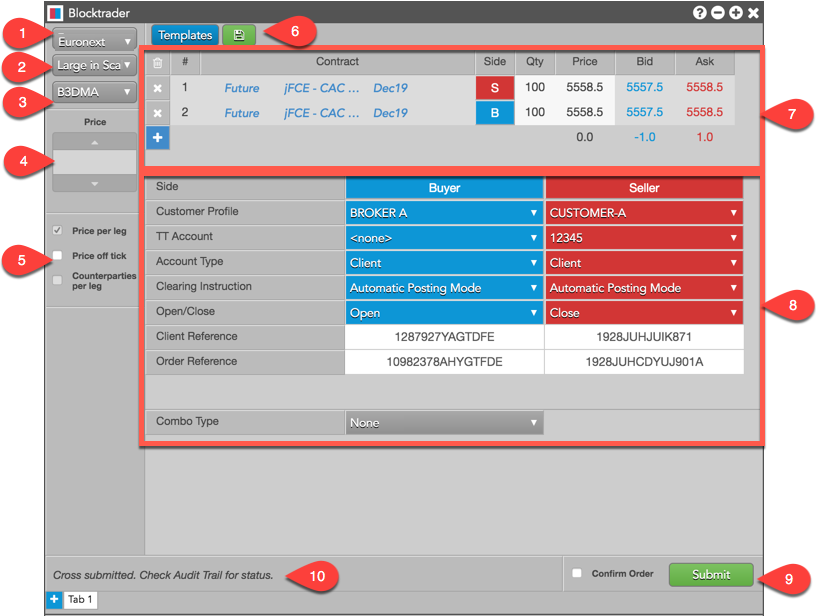 Blocktrader
1
Euronext
Templates
6
2
Large in Sca
3
B3DMA
# Contract Side Qty Price Bid Ask
1 Future jFCE - CAC ... Dec19 S 100 5558.5 5557.5 5558.5
2 Future jFCE - CAC ... Dec19 B 100 5558.5 5557.5 5558.5
0.0 -1.0 1.0
7
Price
4
Side Buyer Seller
Customer Profile BROKER A CUSTOMER-A
TT Account <none> 12345
Account Type Client Client
Clearing Instruction Automatic Posting Mode Automatic Posting Mode
Open/Close Open Close
Client Reference 1287927YAGTDFE 1928JUHJUIK871
Order Reference 10982378AHYGTFDE 1928JUHCDYUJ901A
Combo Type None
8
Price per leg
5
Price off tick
Counterparties
per leg
Cross submitted. Check Audit Trail for status.
10
Confirm Order
Submit
9
+ Tab 1